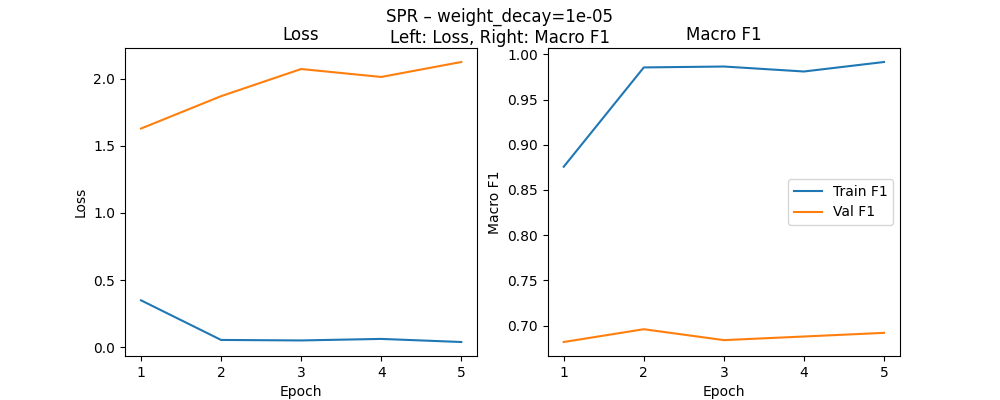 SPR – weight_decay=1e-05
Left: Loss, Right: Macro F1
Loss
2.0
1.5
1.0
0.5
0.0
Loss
1 2 3 4 5
Epoch
Macro F1
1.00
0.95
0.90
0.85
0.80
0.75
0.70
Macro F1
Train F1
Val F1
1 2 3 4 5
Epoch